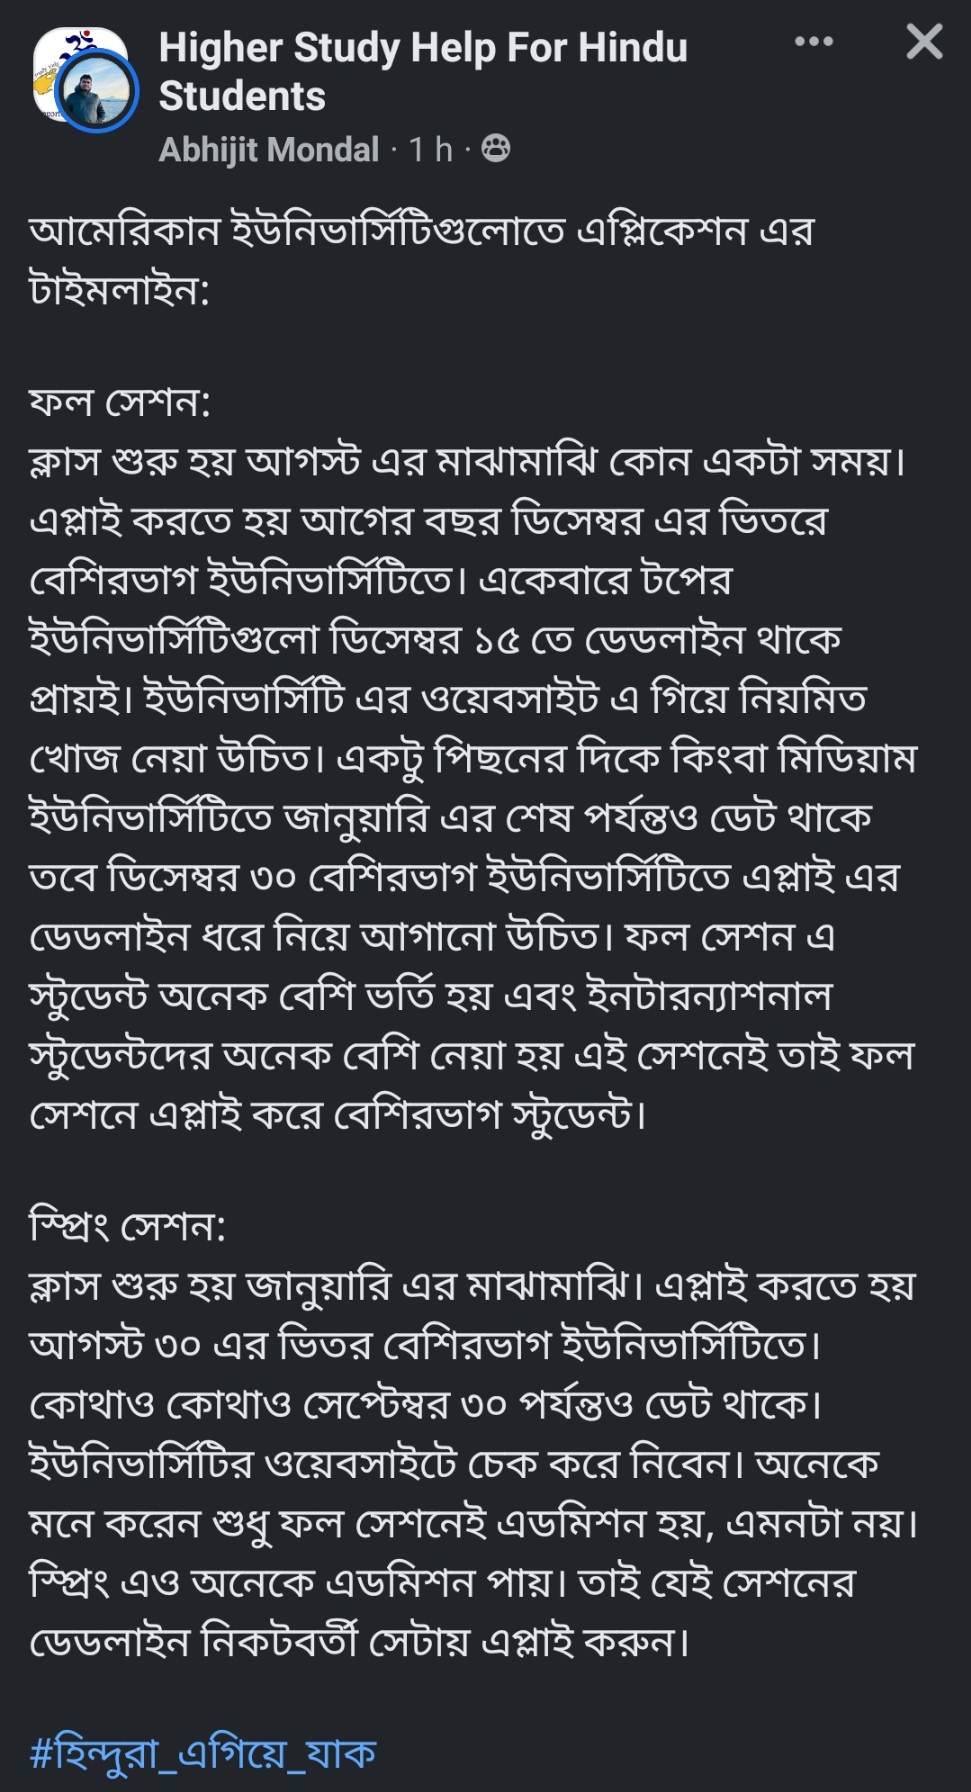 Higher Study Help For Hindu
Students
Abhijit Mondal · 1 h ·
আমেরিকান ইউনিভার্সিটিগুলোতে এপ্লিকেশন এর
টাইমলাইন:
ফল সেশন:
ক্লাস শুরু হয় আগস্ট এর মাঝামাঝি কোন একটা সময়।
এপ্লাই করতে হয় আগের বছর ডিসেম্বর এর ভিতরে
বেশিরভাগ ইউনিভার্সিটিতে। একেবারে টপের
ইউনিভার্সিটিগুলো ডিসেম্বর ১৫ তে ডেডলাইন থাকে
প্রায়ই। ইউনিভার্সিটি এর ওয়েবসাইট এ গিয়ে নিয়মিত
খোজ নেয়া উচিত। একটু পিছনের দিকে কিংবা মিডিয়াম
ইউনিভার্সিটিতে জানুয়ারি এর শেষ পর্যন্তও ডেট থাকে
তবে ডিসেম্বর ৩০ বেশিরভাগ ইউনিভার্সিটিতে এপ্লাই এর
ডেডলাইন ধরে নিয়ে আগানো উচিত। ফল সেশন এ
স্টুডেন্ট অনেক বেশি ভর্তি হয় এবং ইনটারন্যাশনাল
স্টুডেন্টদের অনেক বেশি নেয়া হয় এই সেশনেই তাই ফল
সেশনে এপ্লাই করে বেশিরভাগ স্টুডেন্ট।
স্প্রিং সেশন:
ক্লাস শুরু হয় জানুয়ারি এর মাঝামাঝি। এপ্লাই করতে হয়
আগস্ট ৩০ এর ভিতর বেশিরভাগ ইউনিভার্সিটিতে।
কোথাও কোথাও সেপ্টেম্বর ৩০ পর্যন্তও ডেট থাকে।
ইউনিভার্সিটির ওয়েবসাইটে চেক করে নিবেন। অনেকে
মনে করেন শুধু ফল সেশনেই এডমিশন হয়, এমনটা নয়।
স্প্রিং এও অনেকে এডমিশন পায়। তাই যেই সেশনের
ডেডলাইন নিকটবর্তী সেটায় এপ্লাই করুন।
#হিন্দুরা_এগিয়ে_যাক